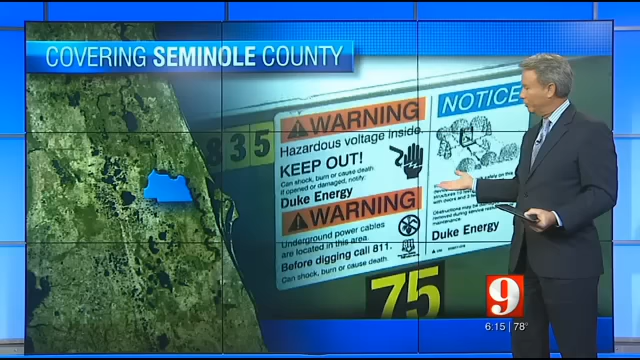 COVERING SEMINOLE COUNTY
835
WARNING
Hazardous voltage inside.
KEEP OUT!
Can shock, burn or cause death
if opened or damaged, notify:
Duke Energy
WARNING
Underground power cables
are located in this area.
Before digging call 811.
Can shock, burn or cause death.
NOTICE
Duke Energy
75
9
6:15 78°